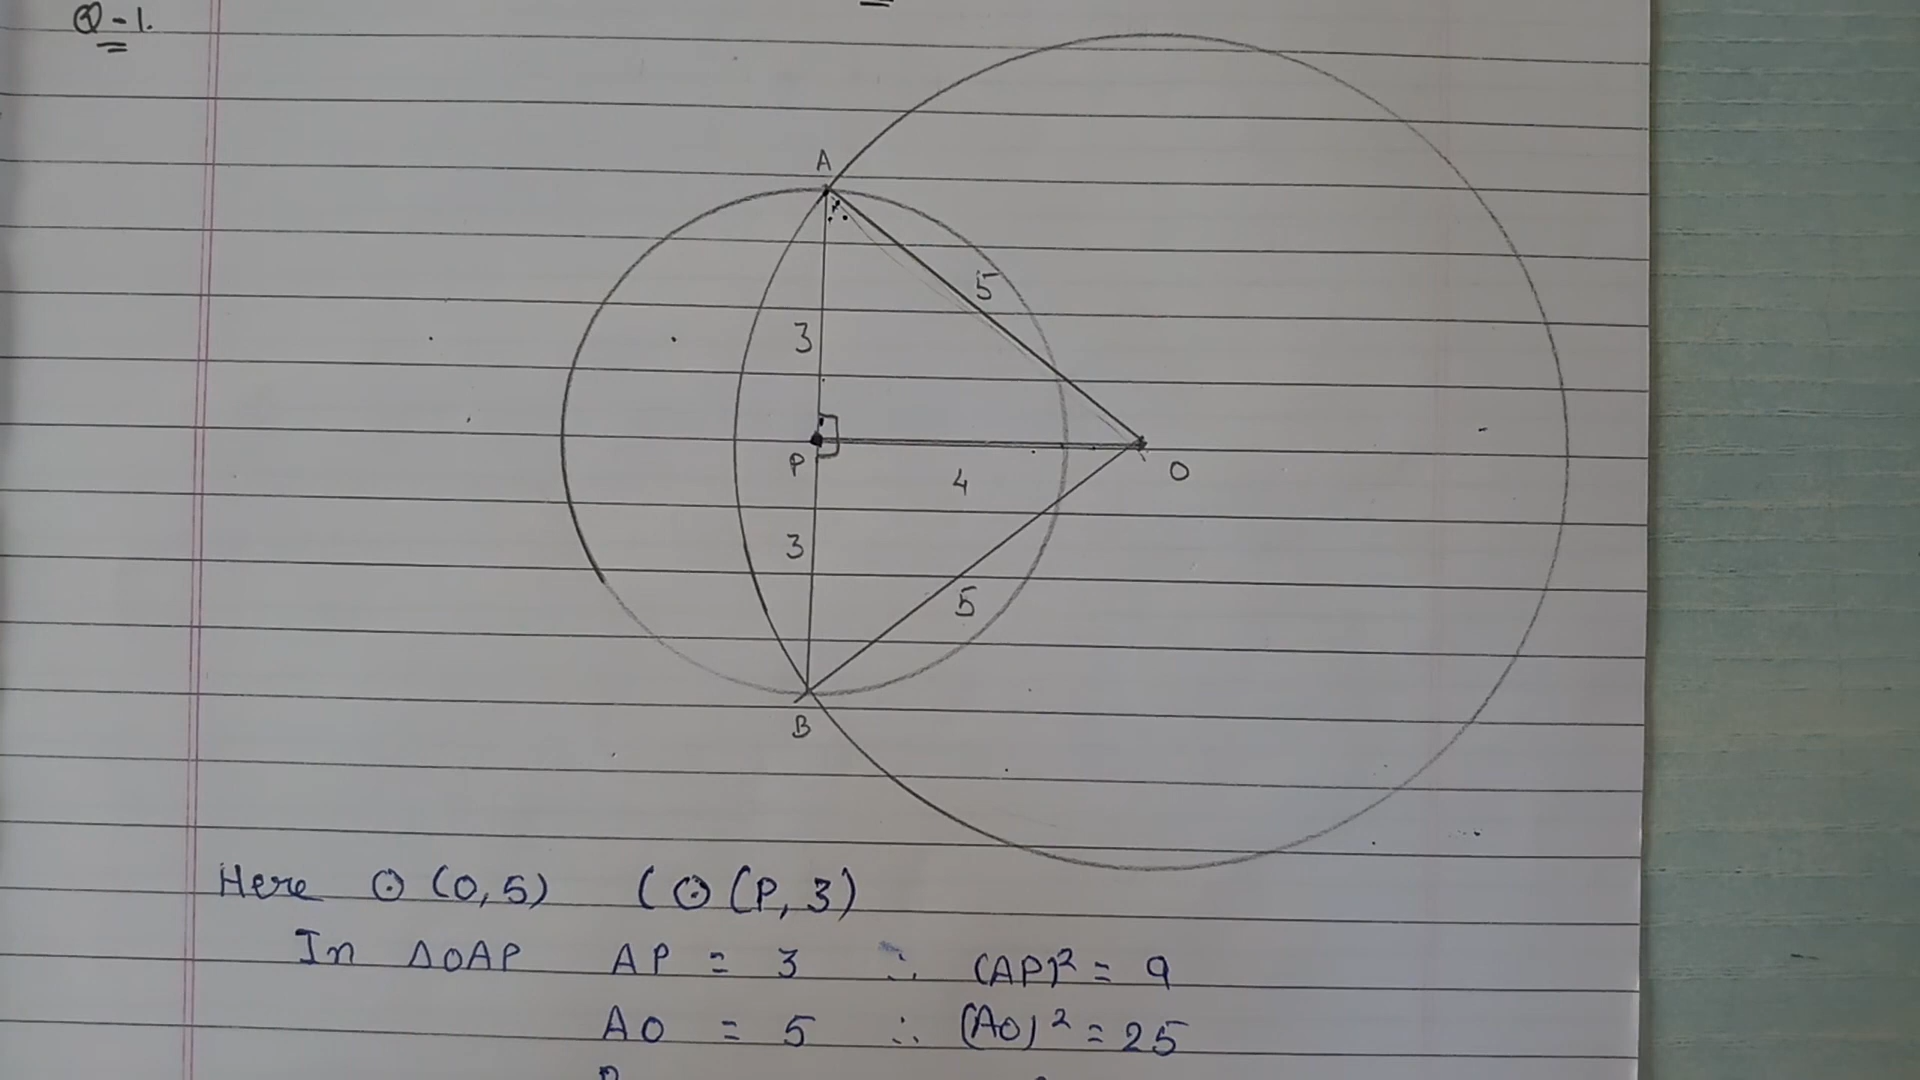 Q-1.
A
5
3
P
4
O
3
5
B
Here ⊙ (O, 5) (⊙ (P, 3)
In ΔOAP AP = 3 ∴ (AP)² = 9
AO = 5 ∴ (AO)² = 25